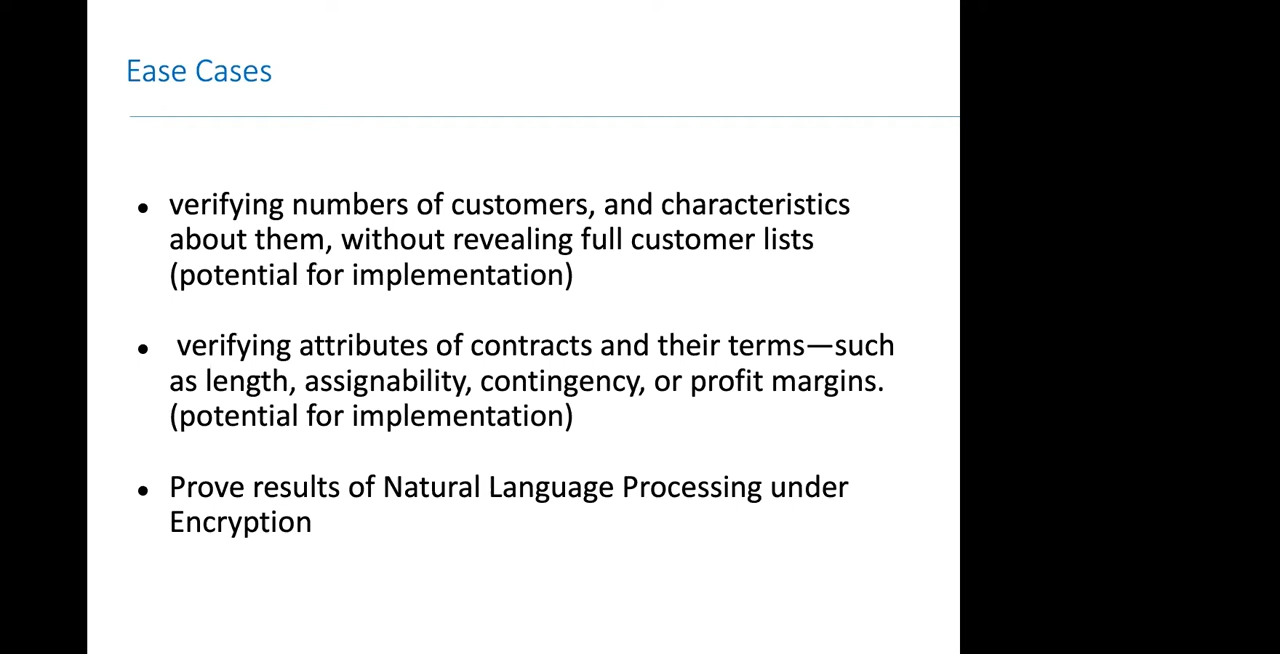 Ease Cases
• verifying numbers of customers, and characteristics
about them, without revealing full customer lists
(potential for implementation)
• verifying attributes of contracts and their terms—such
as length, assignability, contingency, or profit margins.
(potential for implementation)
• Prove results of Natural Language Processing under
Encryption